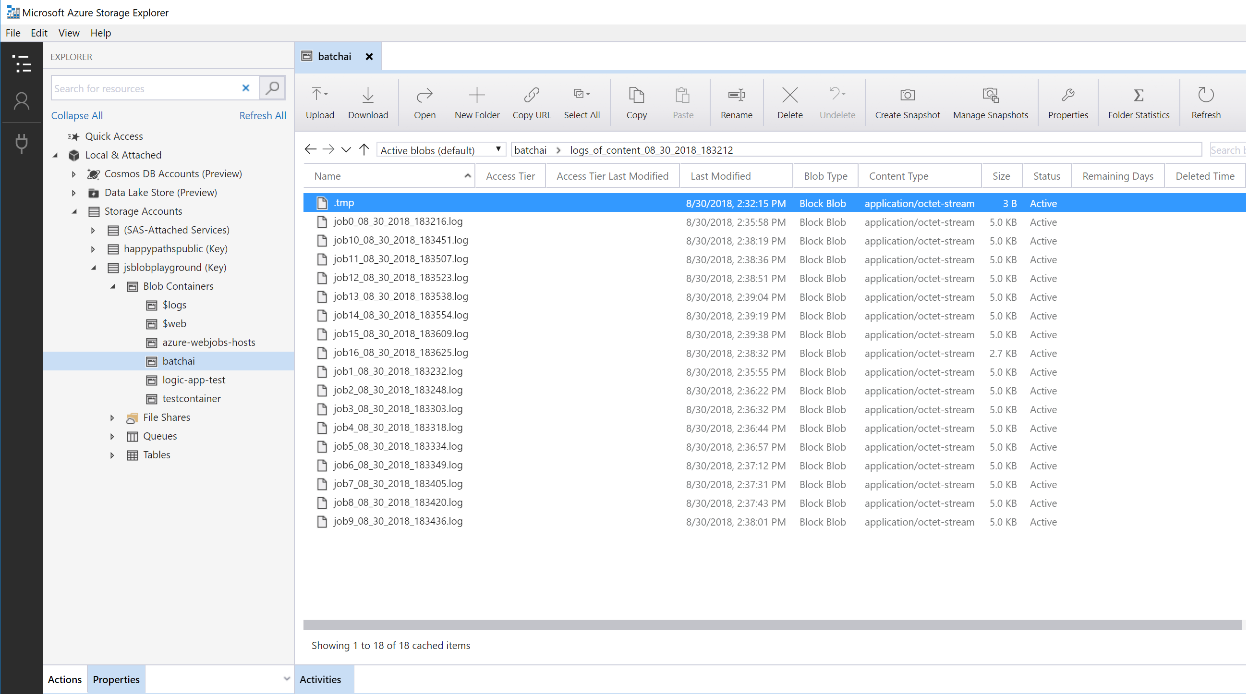 Microsoft Azure Storage Explorer
File Edit View Help
EXPLORER
Search for resources
Collapse All Refresh All
Quick Access
Local & Attached
Cosmos DB Accounts (Preview)
Data Lake Store (Preview)
Storage Accounts
(SAS-Attached Services)
happypathspublic (Key)
jsblobplayground (Key)
Blob Containers
$logs
$web
azure-webjobs-hosts
batchai
logic-app-test
testcontainer
File Shares
Queues
Tables
Actions Properties
batchai
Upload Download Open New Folder Copy URL Select All Copy Paste Rename Delete Undelete Create Snapshot Manage Snapshots Properties Folder Statistics Refresh
Active blobs (default) batchai logs_of_content_08_30_2018_183212 Search
Name Access Tier Access Tier Last Modified Last Modified Blob Type Content Type Size Status Remaining Days Deleted Time
.tmp 8/30/2018, 2:32:15 PM Block Blob application/octet-stream 3 B Active
job0_08_30_2018_183216.log 8/30/2018, 2:35:58 PM Block Blob application/octet-stream 5.0 KB Active
job10_08_30_2018_183451.log 8/30/2018, 2:38:19 PM Block Blob application/octet-stream 5.0 KB Active
job11_08_30_2018_183507.log 8/30/2018, 2:38:36 PM Block Blob application/octet-stream 5.0 KB Active
job12_08_30_2018_183523.log 8/30/2018, 2:38:51 PM Block Blob application/octet-stream 5.0 KB Active
job13_08_30_2018_183538.log 8/30/2018, 2:39:04 PM Block Blob application/octet-stream 5.0 KB Active
job14_08_30_2018_183554.log 8/30/2018, 2:39:19 PM Block Blob application/octet-stream 5.0 KB Active
job15_08_30_2018_183609.log 8/30/2018, 2:39:38 PM Block Blob application/octet-stream 5.0 KB Active
job16_08_30_2018_183625.log 8/30/2018, 2:38:32 PM Block Blob application/octet-stream 2.7 KB Active
job1_08_30_2018_183232.log 8/30/2018, 2:35:55 PM Block Blob application/octet-stream 5.0 KB Active
job2_08_30_2018_183248.log 8/30/2018, 2:36:22 PM Block Blob application/octet-stream 5.0 KB Active
job3_08_30_2018_183303.log 8/30/2018, 2:36:32 PM Block Blob application/octet-stream 5.0 KB Active
job4_08_30_2018_183318.log 8/30/2018, 2:36:44 PM Block Blob application/octet-stream 5.0 KB Active
job5_08_30_2018_183334.log 8/30/2018, 2:36:57 PM Block Blob application/octet-stream 5.0 KB Active
job6_08_30_2018_183349.log 8/30/2018, 2:37:12 PM Block Blob application/octet-stream 5.0 KB Active
job7_08_30_2018_183405.log 8/30/2018, 2:37:31 PM Block Blob application/octet-stream 5.0 KB Active
job8_08_30_2018_183420.log 8/30/2018, 2:37:43 PM Block Blob application/octet-stream 5.0 KB Active
job9_08_30_2018_183436.log 8/30/2018, 2:38:01 PM Block Blob application/octet-stream 5.0 KB Active
Showing 1 to 18 of 18 cached items
Activities